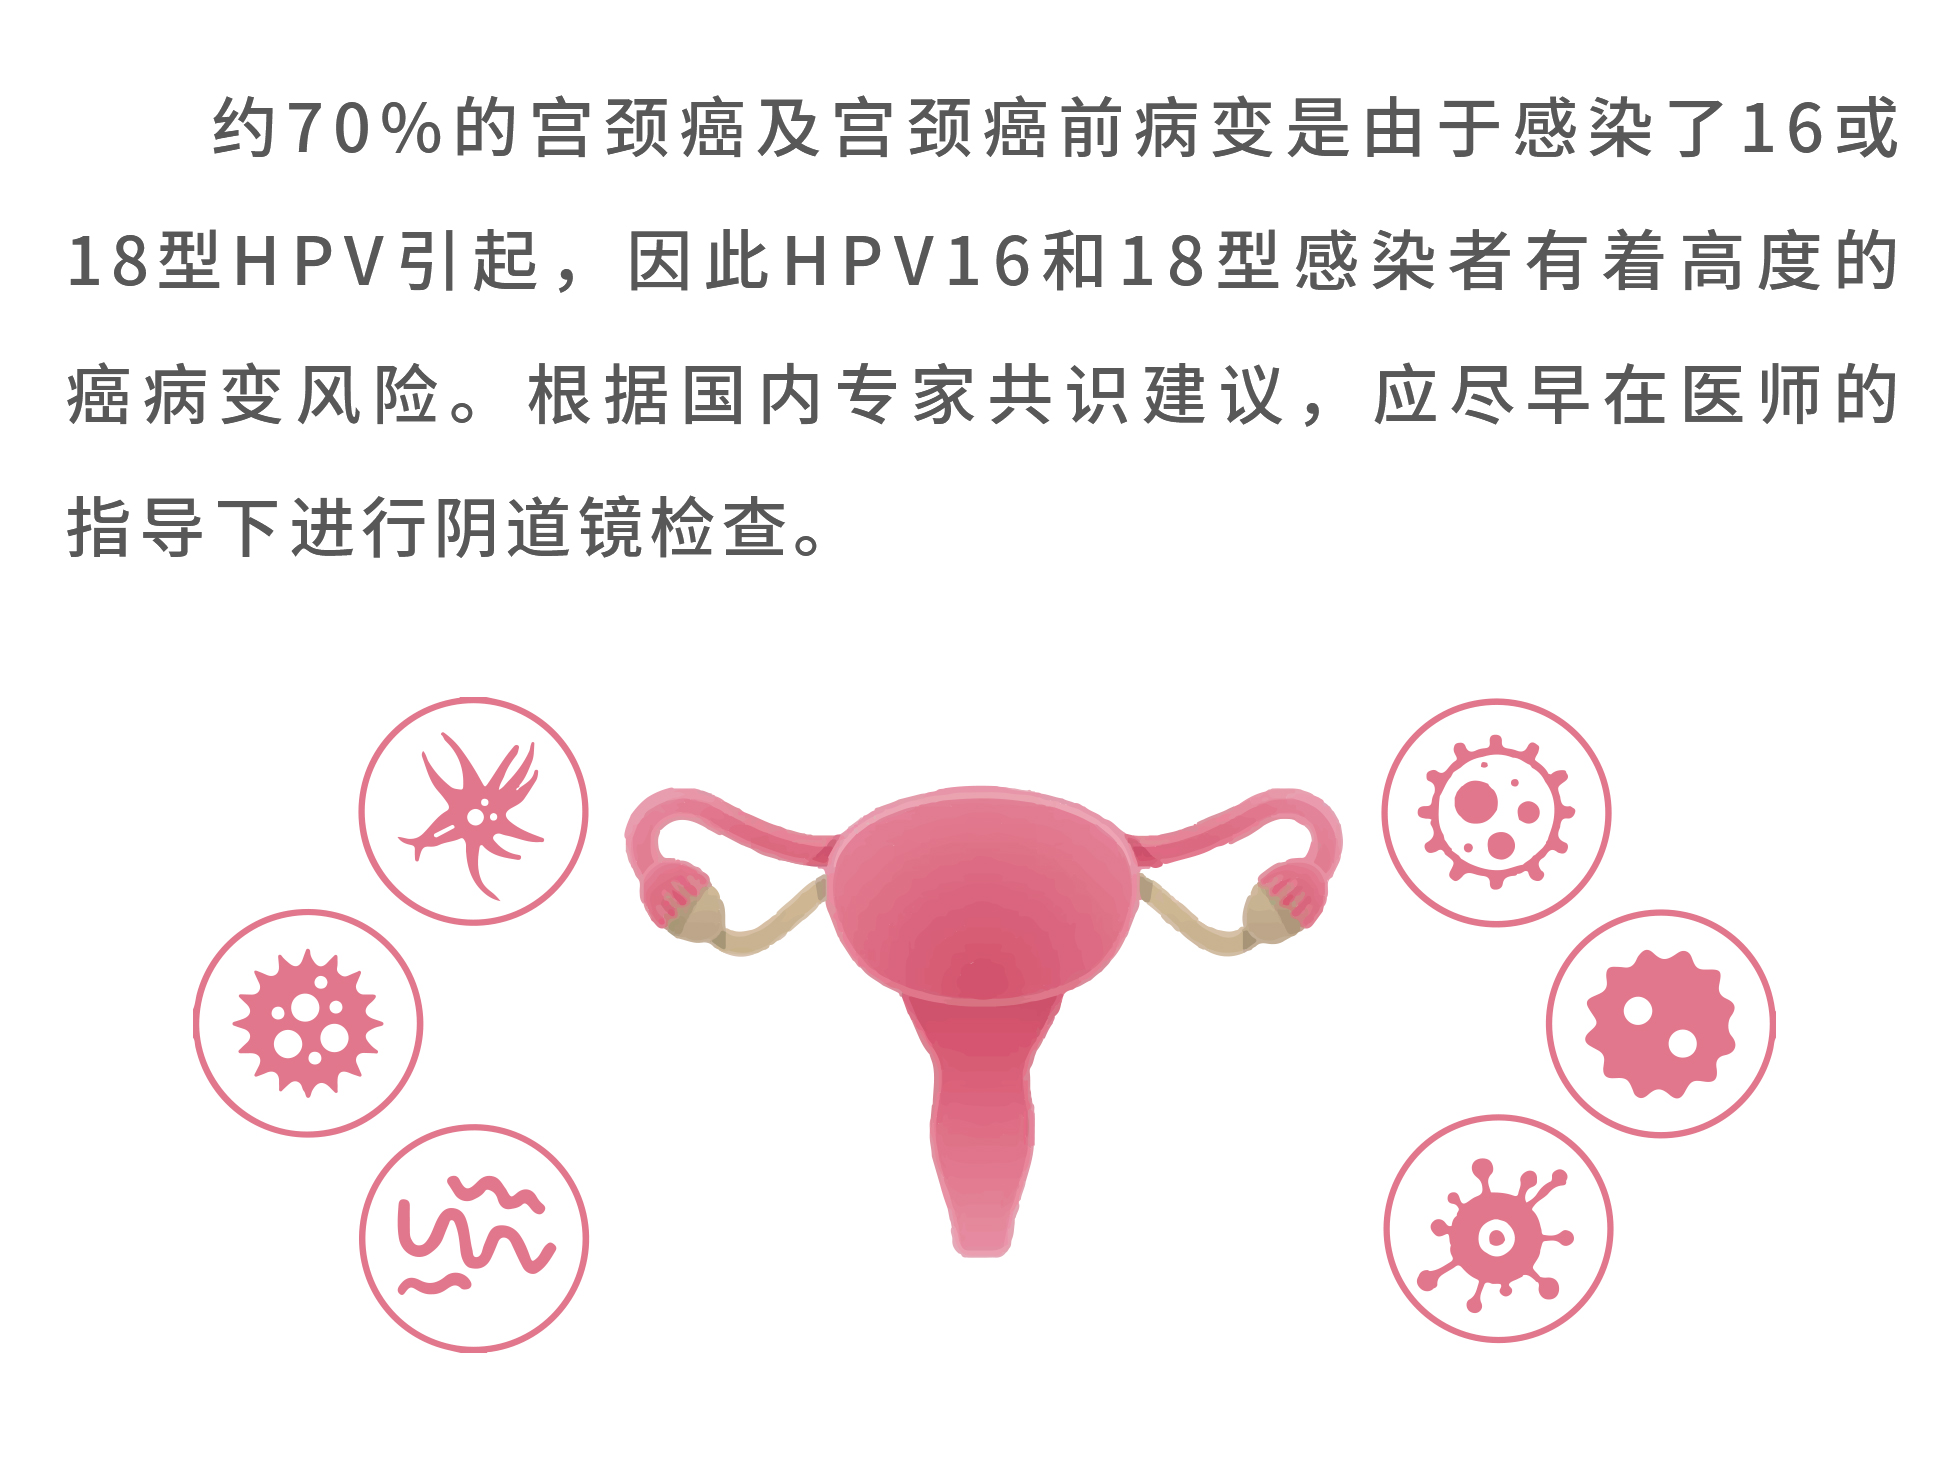 约70%的宫颈癌及宫颈癌前病变是由于感染了16或
18型HPV引起，因此HPV16和18型感染者有着高度的
癌病变风险。根据国内专家共识建议，应尽早在医师的
指导下进行阴道镜检查。